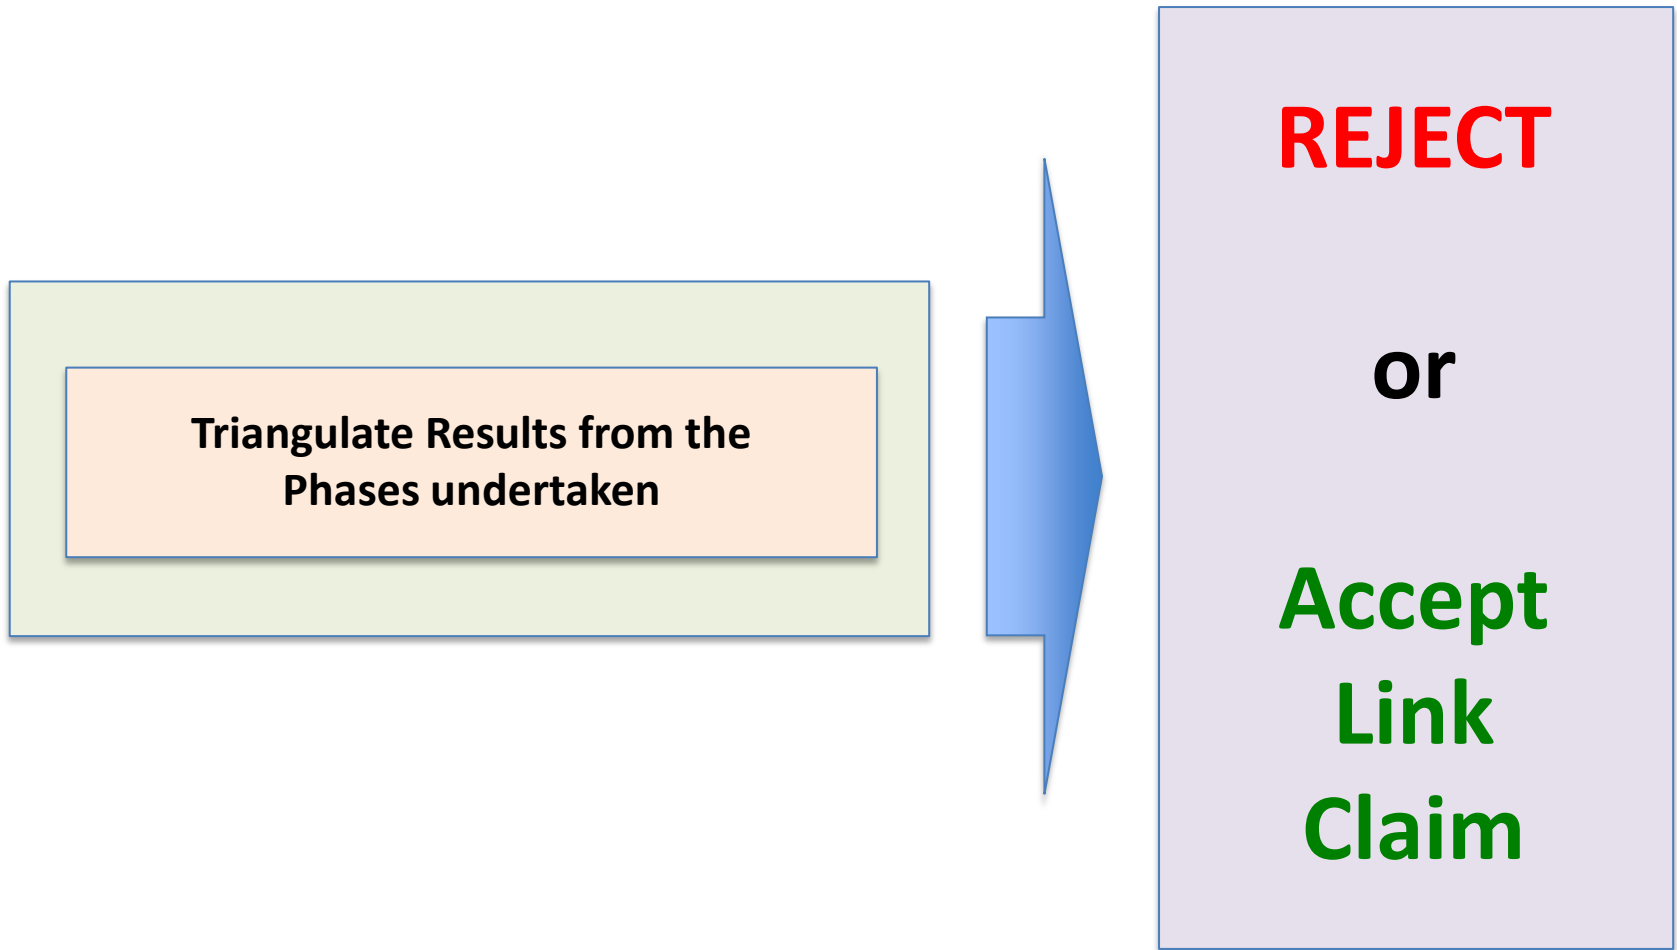 Triangulate Results from the
Phases undertaken
REJECT
or
Accept
Link
Claim